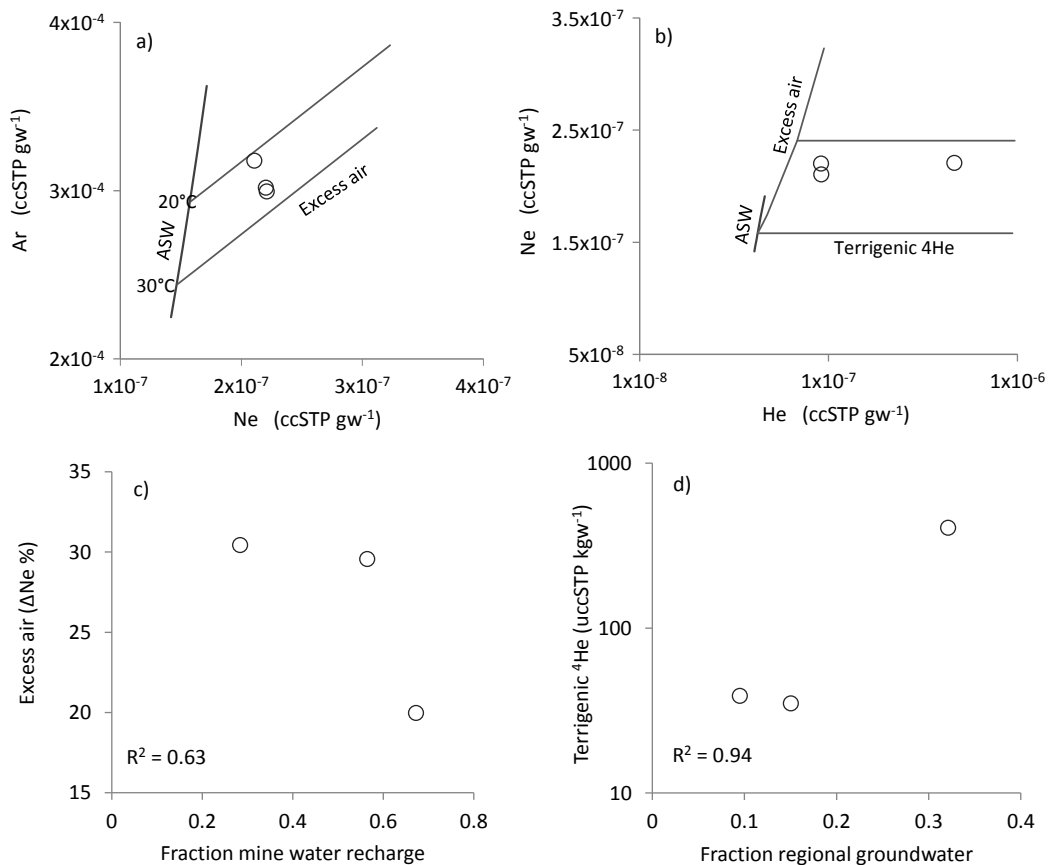 a)
4x10⁻⁴
3x10⁻⁴
2x10⁻⁴
Ar (ccSTP gw⁻¹)
20°C
30°C
ASW
Excess air
1x10⁻⁷ 2x10⁻⁷ 3x10⁻⁷ 4x10⁻⁷
Ne (ccSTP gw⁻¹)
b)
3.5x10⁻⁷
2.5x10⁻⁷
1.5x10⁻⁷
5x10⁻⁸
Ne (ccSTP gw⁻¹)
Excess air
ASW
Terrigenic 4He
1x10⁻⁸ 1x10⁻⁷ 1x10⁻⁶
He (ccSTP gw⁻¹)
c)
35
30
25
20
15
Excess air (ΔNe %)
R² = 0.63
0 0.2 0.4 0.6 0.8
Fraction mine water recharge
d)
1000
100
10
Terrigenic ⁴He (uccSTP kgw⁻¹)
R² = 0.94
0 0.1 0.2 0.3 0.4
Fraction regional groundwater